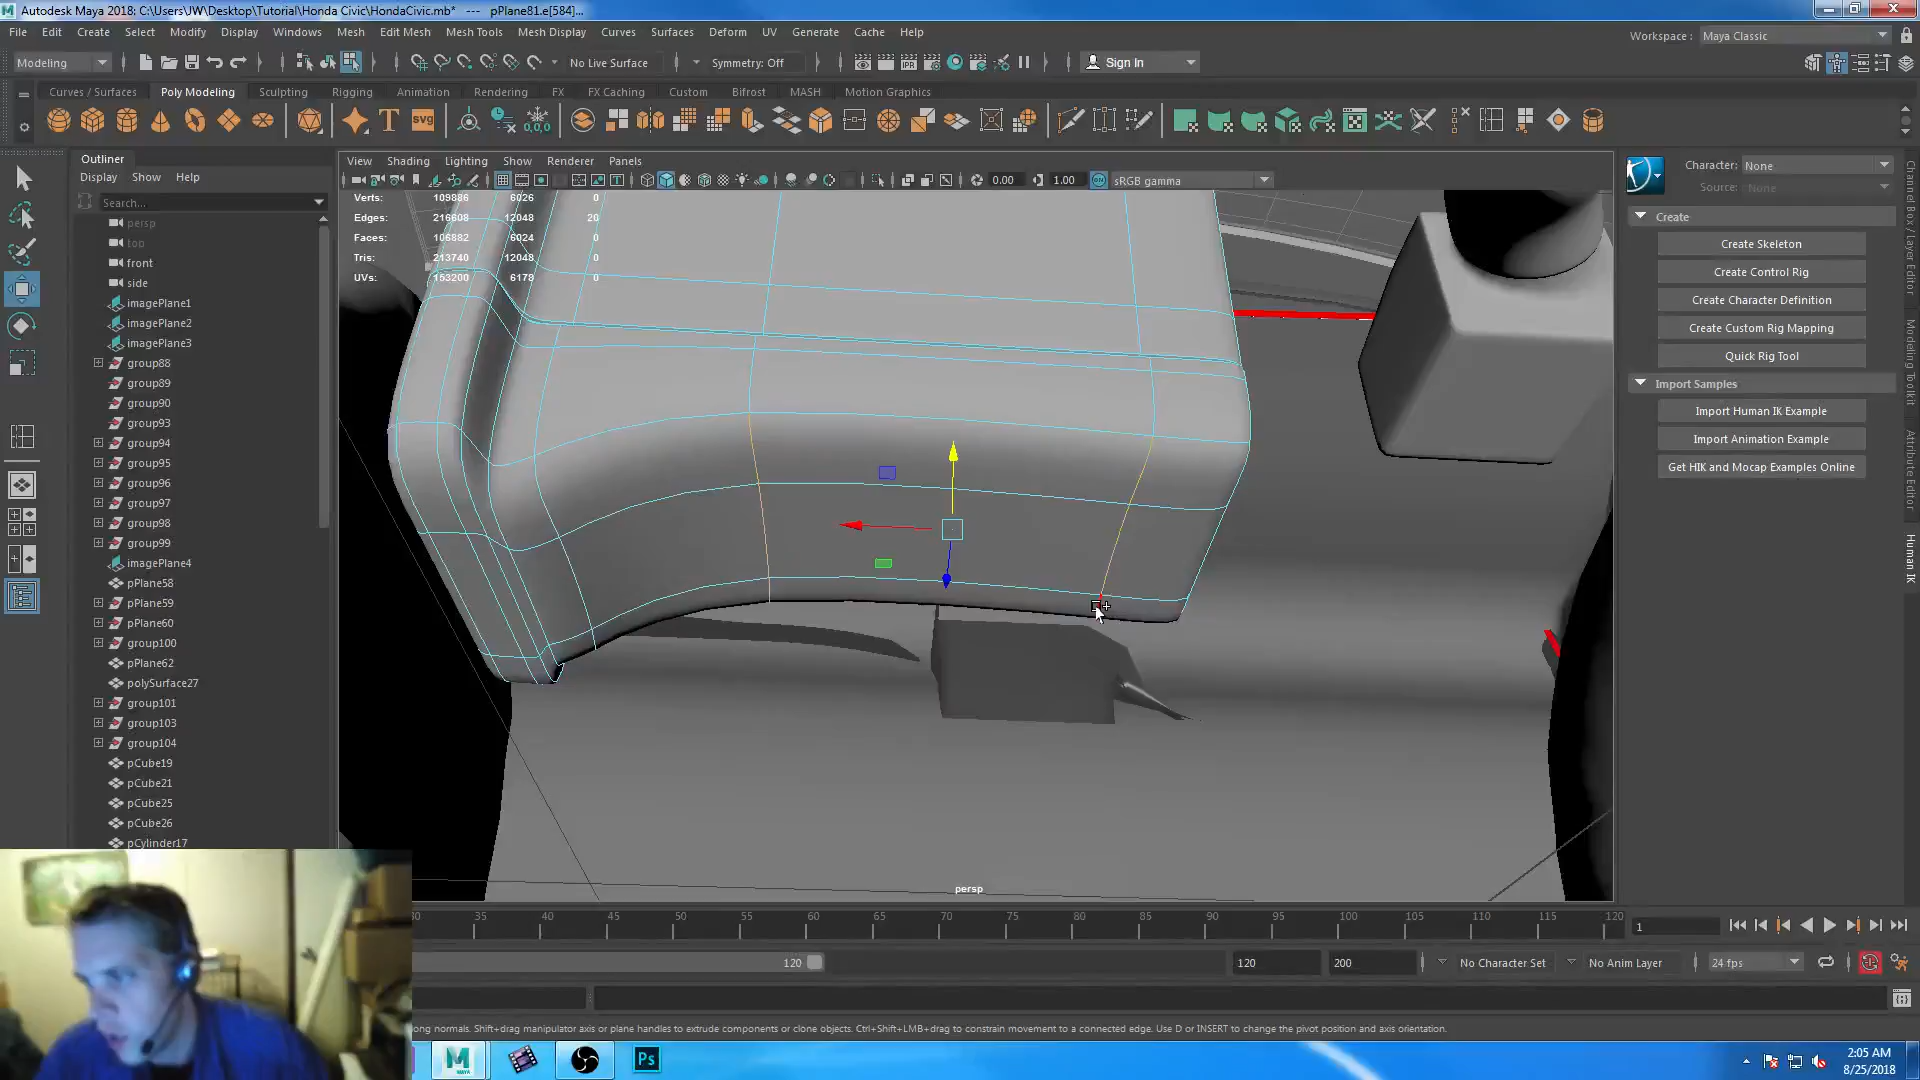 Autodesk Maya 2018: C:\Users\JW\Desktop\Tutorial\Honda Civic\HondaCivic.mb* --- pPlane81.e[584]...
File Edit Create Select Modify Display Windows Mesh Edit Mesh Mesh Tools Mesh Display Curves Surfaces Deform UV Generate Cache Help
Workspace : Maya Classic
Modeling No Live Surface Symmetry: Off Sign In
Curves / Surfaces Poly Modeling Sculpting Rigging Animation Rendering FX FX Caching Custom Bifrost MASH Motion Graphics
Outliner
Display Show Help
Search...
persp
top
front
side
imagePlane1
imagePlane2
imagePlane3
group88
group89
group90
group93
group94
group95
group96
group97
group98
group99
imagePlane4
pPlane58
pPlane59
pPlane60
group100
pPlane62
polySurface27
group101
group103
group104
pCube19
pCube21
pCube25
pCube26
pCylinder17
View Shading Lighting Show Renderer Panels
0.00 1.00 sRGB gamma
Verts: 109886 6026 0
Edges: 216608 12048 20
Faces: 106882 6024 0
Tris: 213740 12048 0
UVs: 153200 6178 0
persp
Character: None
Source: None
Create
Create Skeleton
Create Control Rig
Create Character Definition
Create Custom Rig Mapping
Quick Rig Tool
Import Samples
Import Human IK Example
Import Animation Example
Get HIK and Mocap Examples Online
Channel Box / Layer Editor
Modeling Toolkit
Attribute Editor
Human IK
30 35 40 45 50 55 60 65 70 75 80 85 90 95 100 105 110 115 120
1
120 120 200 No Character Set No Anim Layer 24 fps
ong normals. Shift+drag manipulator axis or plane handles to extrude components or clone objects. Ctrl+Shift+LMB+drag to constrain movement to a connected edge. Use D or INSERT to change the pivot position and axis orientation.
2:05 AM
8/25/2018